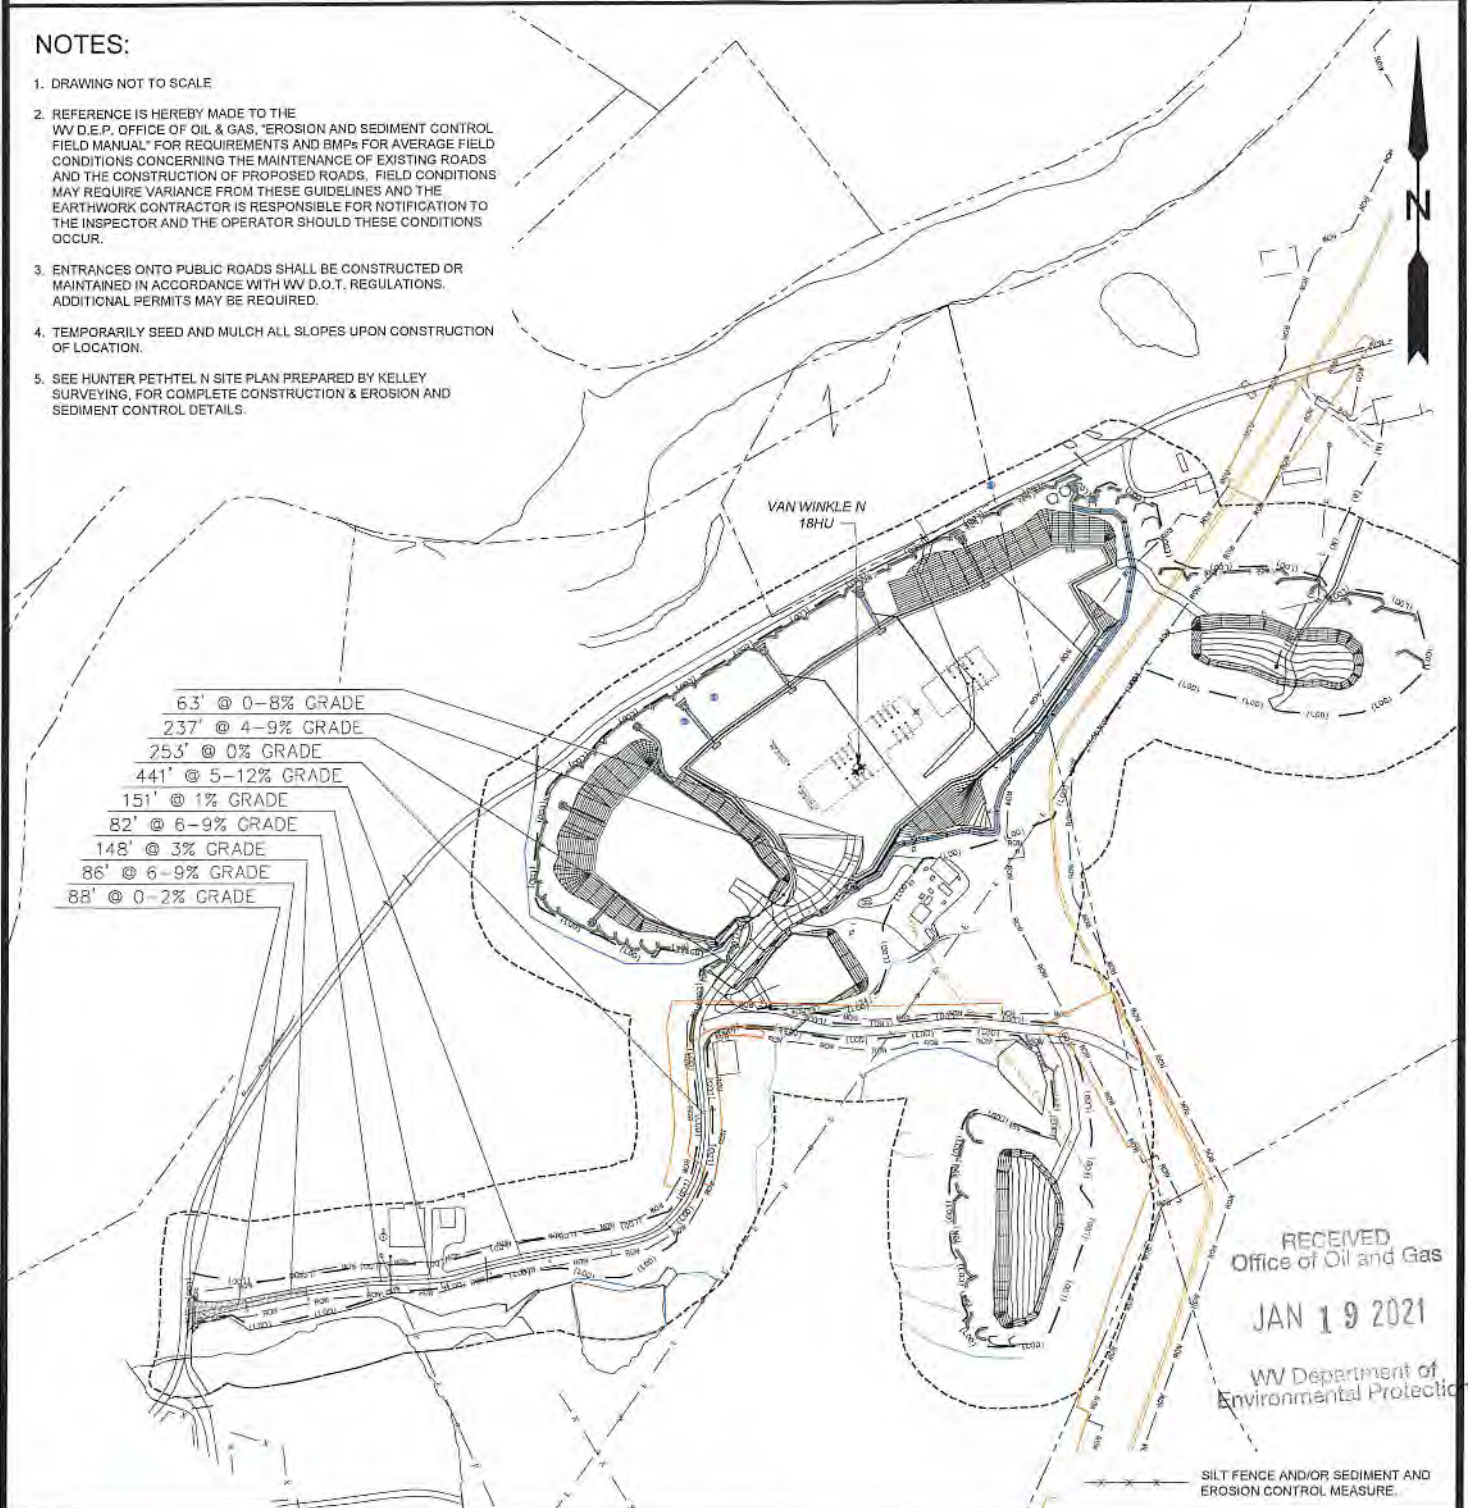 NOTES:
1. DRAWING NOT TO SCALE
2. REFERENCE IS HEREBY MADE TO THE
WV D.E.P. OFFICE OF OIL & GAS, "EROSION AND SEDIMENT CONTROL
FIELD MANUAL" FOR REQUIREMENTS AND BMPs FOR AVERAGE FIELD
CONDITIONS CONCERNING THE MAINTENANCE OF EXISTING ROADS
AND THE CONSTRUCTION OF PROPOSED ROADS. FIELD CONDITIONS
MAY REQUIRE VARIANCE FROM THESE GUIDELINES AND THE
EARTHWORK CONTRACTOR IS RESPONSIBLE FOR NOTIFICATION TO
THE INSPECTOR AND THE OPERATOR SHOULD THESE CONDITIONS
OCCUR.
3. ENTRANCES ONTO PUBLIC ROADS SHALL BE CONSTRUCTED OR
MAINTAINED IN ACCORDANCE WITH WV D.O.T. REGULATIONS.
ADDITIONAL PERMITS MAY BE REQUIRED.
4. TEMPORARILY SEED AND MULCH ALL SLOPES UPON CONSTRUCTION
OF LOCATION.
5. SEE HUNTER PETHTEL N SITE PLAN PREPARED BY KELLEY
SURVEYING, FOR COMPLETE CONSTRUCTION & EROSION AND
SEDIMENT CONTROL DETAILS.
N
VAN WINKLE N
18HU
63' @ 0-8% GRADE
237' @ 4-9% GRADE
253' @ 0% GRADE
441' @ 5-12% GRADE
151' @ 1% GRADE
82' @ 6-9% GRADE
148' @ 3% GRADE
86' @ 6-9% GRADE
88' @ 0-2% GRADE
RECEIVED
Office of Oil and Gas
JAN 19 2021
WV Department of
Environmental Protectio
SILT FENCE AND/OR SEDIMENT AND
EROSION CONTROL MEASURE.